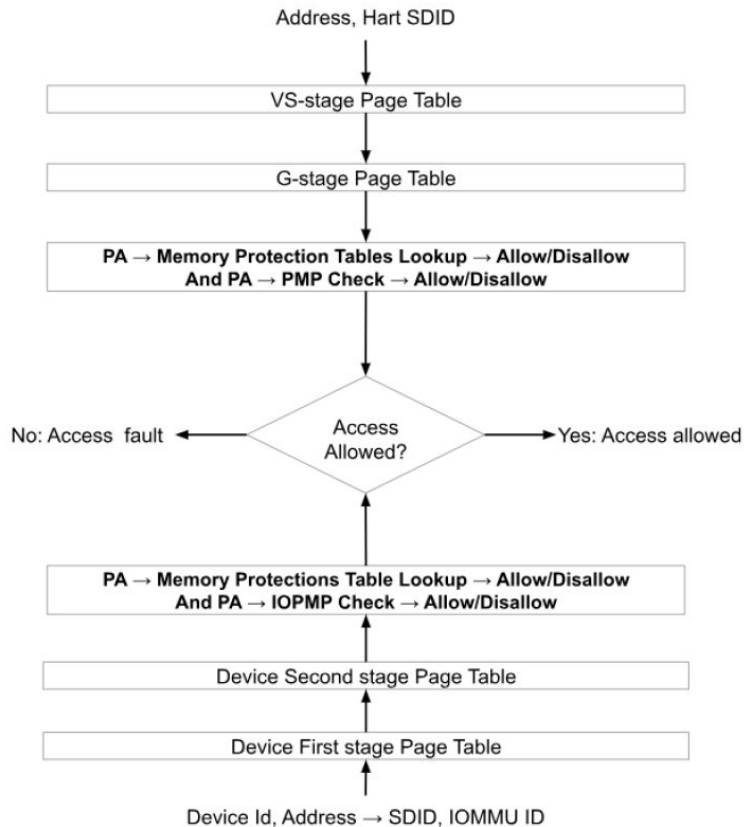 Address, Hart SDID
VS-stage Page Table
G-stage Page Table
PA → Memory Protection Tables Lookup → Allow/Disallow
And PA → PMP Check → Allow/Disallow
Access
Allowed?
No: Access fault
Yes: Access allowed
PA → Memory Protections Table Lookup → Allow/Disallow
And PA → IOPMP Check → Allow/Disallow
Device Second stage Page Table
Device First stage Page Table
Device Id, Address → SDID, IOMMU ID